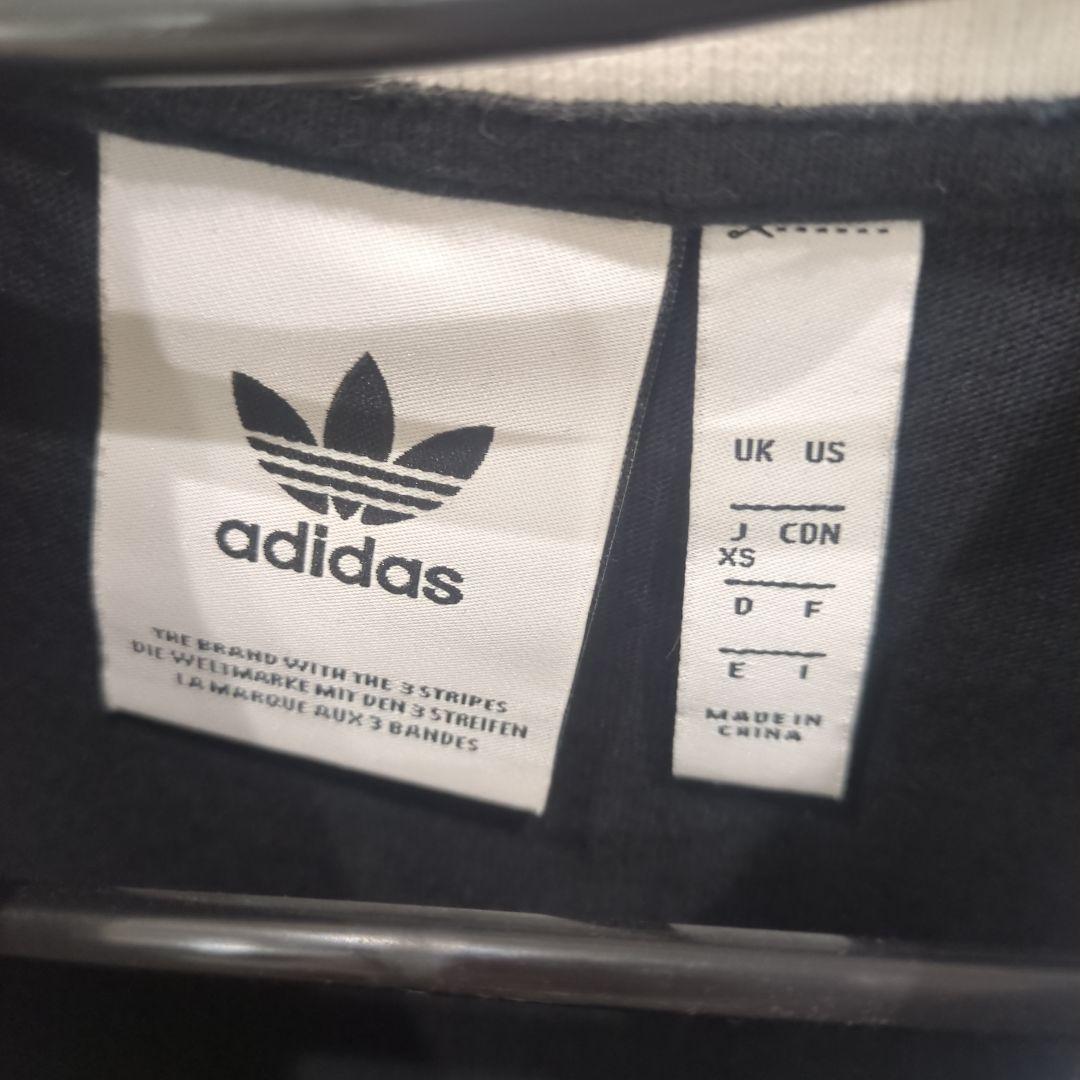 adidas
THE BRAND WITH THE 3 STRIPES
DIE WELTMARKE MIT DEN 3 STREIFEN
LA MARQUE AUX 3 BANDES
UK US
J CDN
XS
D F
E I
MADE IN
CHINA